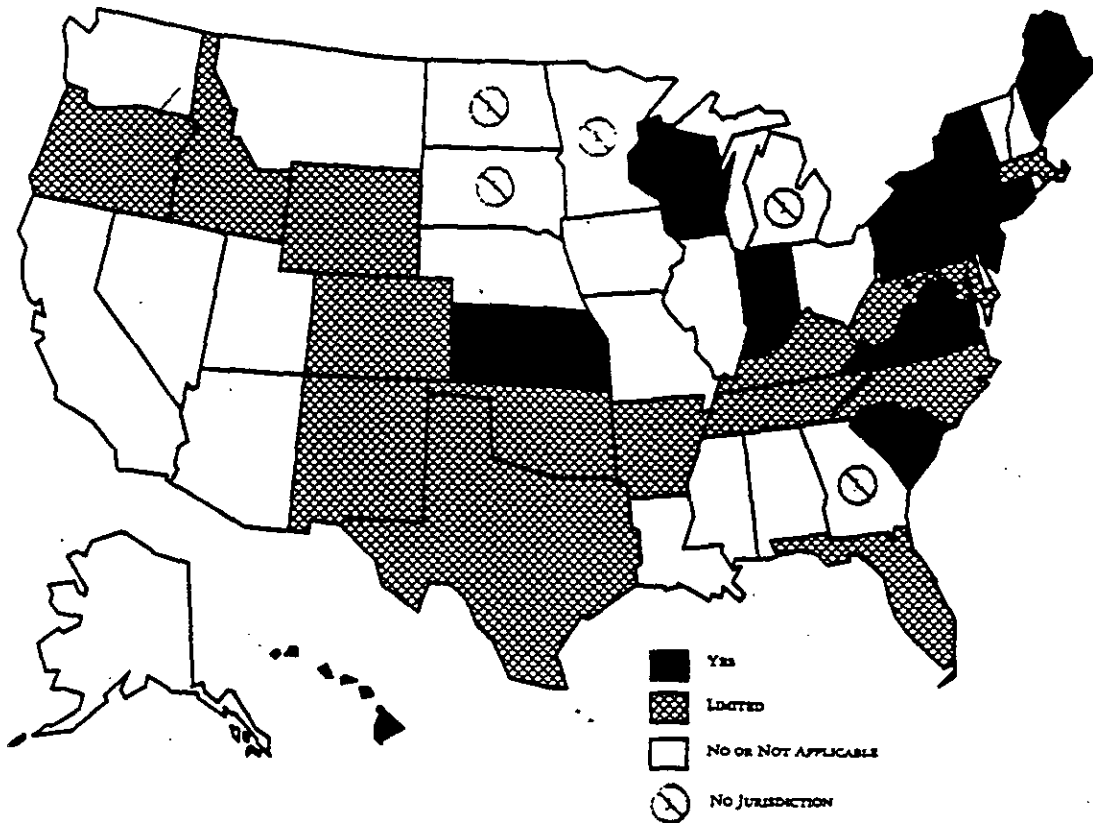 YES
LIMITED
NO OR NOT APPLICABLE
NO JURISDICTION